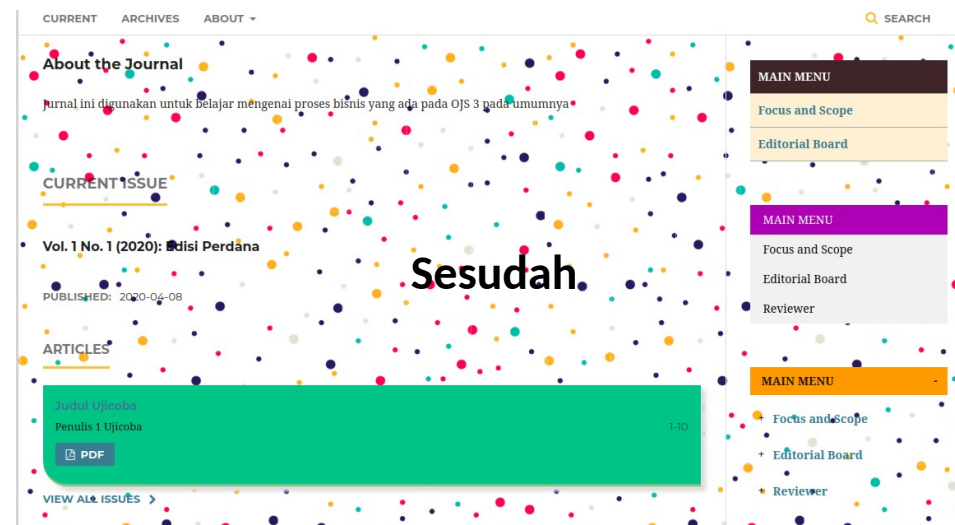 CURRENT ARCHIVES ABOUT
SEARCH
About the Journal
Jurnal ini digunakan untuk belajar mengenai proses bisnis yang ada pada OJS 3 pada umumnya
CURRENT ISSUE
Vol. 1 No. 1 (2020): Edisi Perdana
PUBLISHED: 2020-04-08
Sesudah
ARTICLES
Judul Ujicoba
Penulis 1 Ujicoba 1-10
PDF
VIEW ALL ISSUES
MAIN MENU
Focus and Scope
Editorial Board
MAIN MENU
Focus and Scope
Editorial Board
Reviewer
MAIN MENU -
+ Focus and Scope
+ Editorial Board
+ Reviewer